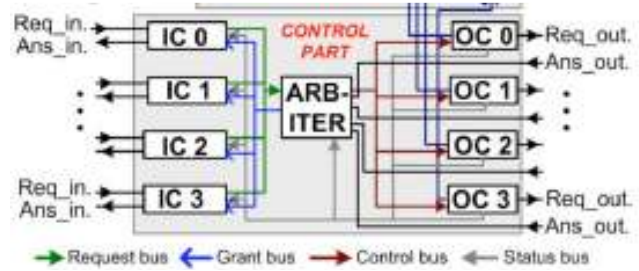 Req_in.
Ans_in.
IC 0
CONTROL
PART
OC 0
Req_out.
Ans_out.
IC 1
ARB-
ITER
OC 1
IC 2
OC 2
Req_in.
Ans_in.
IC 3
OC 3
Req_out.
Ans_out.
Request bus
Grant bus
Control bus
Status bus